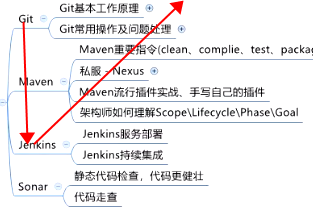 Git
Git基本工作原理
Git常用操作及问题处理
Maven
Maven重要指令(clean、complie、test、packag
私服 - Nexus
Maven流行插件实战、手写自己的插件
架构师如何理解Scope\Lifecycle\Phase\Goal
Jenkins
Jenkins服务部署
Jenkins持续集成
Sonar
静态代码检查，代码更健壮
代码走查